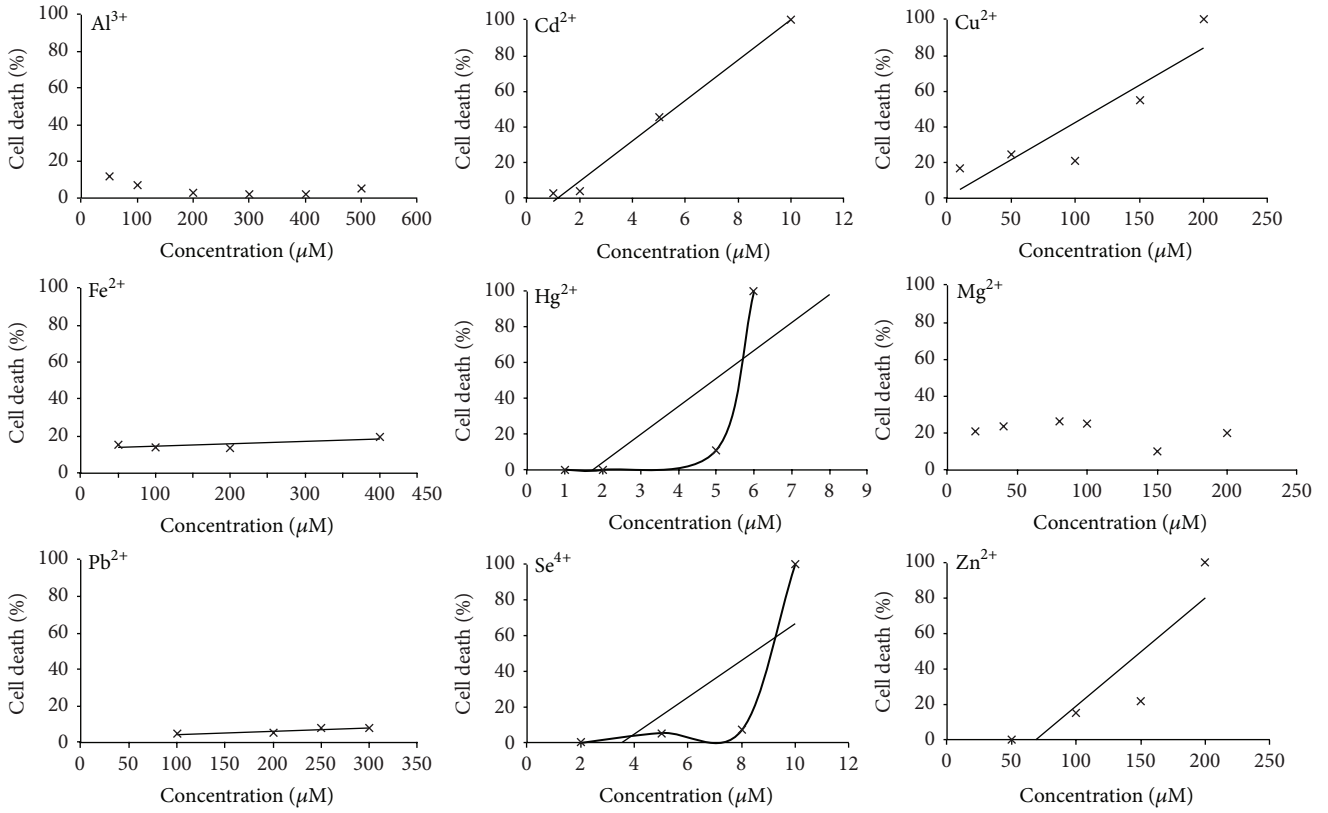 Al³⁺
Cell death (%)
100
80
60
40
20
0
0 100 200 300 400 500 600
Concentration (μM)
Cd²⁺
Cell death (%)
100
80
60
40
20
0
0 2 4 6 8 10 12
Concentration (μM)
Cu²⁺
Cell death (%)
100
80
60
40
20
0
0 50 100 150 200 250
Concentration (μM)
Fe²⁺
Cell death (%)
100
80
60
40
20
0
0 100 200 300 400 450
Concentration (μM)
Hg²⁺
Cell death (%)
100
80
60
40
20
0
0 1 2 3 4 5 6 7 8 9
Concentration (μM)
Mg²⁺
Cell death (%)
100
80
60
40
20
0
0 50 100 150 200 250
Concentration (μM)
Pb²⁺
Cell death (%)
100
80
60
40
20
0
0 50 100 150 200 250 300 350
Concentration (μM)
Se⁴⁺
Cell death (%)
100
80
60
40
20
0
0 2 4 6 8 10 12
Concentration (μM)
Zn²⁺
Cell death (%)
100
80
60
40
20
0
0 50 100 150 200 250
Concentration (μM)